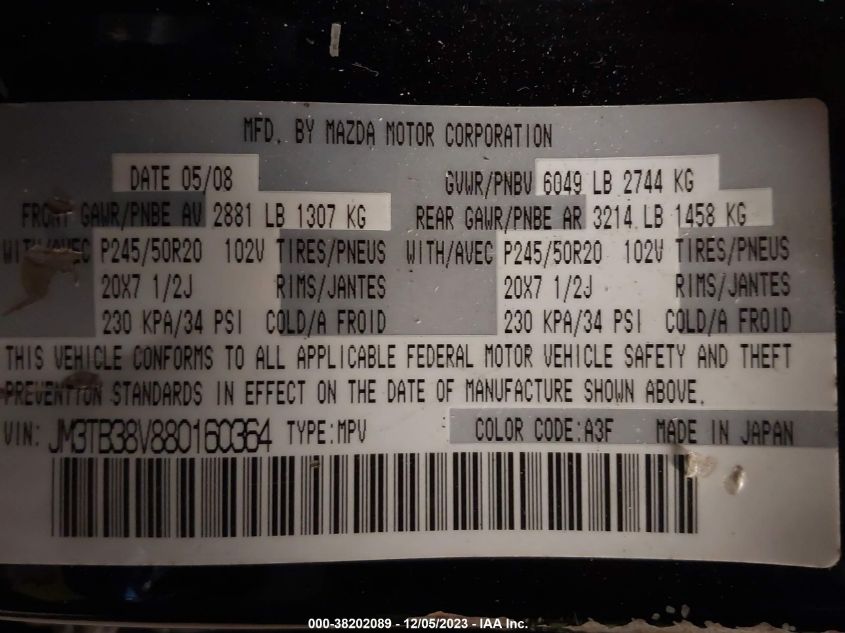 MFD. BY MAZDA MOTOR CORPORATION
DATE 05/08 GVWR/PNBV 6049 LB 2744 KG
FRONT GAWR/PNBE AV 2881 LB 1307 KG REAR GAWR/PNBE AR 3214 LB 1458 KG
WITH/AVEC P245/50R20 102V TIRES/PNEUS WITH/AVEC P245/50R20 102V TIRES/PNEUS
20X7 1/2J RIMS/JANTES 20X7 1/2J RIMS/JANTES
230 KPA/34 PSI COLD/A FROID 230 KPA/34 PSI COLD/A FROID
THIS VEHICLE CONFORMS TO ALL APPLICABLE FEDERAL MOTOR VEHICLE SAFETY AND THEFT
PREVENTION STANDARDS IN EFFECT ON THE DATE OF MANUFACTURE SHOWN ABOVE.
VIN: JM3TB38V880160364 TYPE:MPV COLOR CODE:A3F MADE IN JAPAN
000-38202089 - 12/05/2023 - IAA Inc.